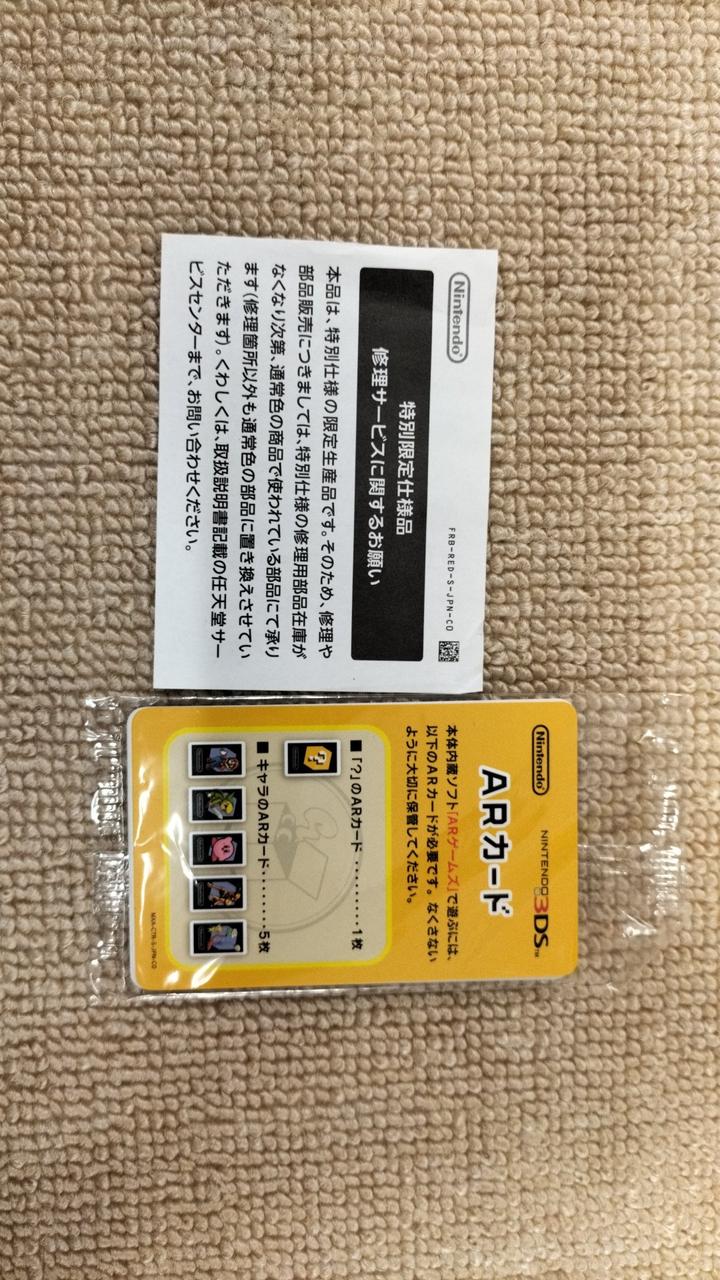 Nintendo
FRB-RED-S-JPN-C0
特別限定仕様品
修理サービスに関するお願い
本品は、特別仕様の限定生産品です。そのため、修理や
部品販売につきましては、特別仕様の修理用部品在庫が
なくなり次第、通常色の商品で使われている部品にて承り
ます(修理箇所以外も通常色の部品に置き換えさせてい
ただきます)。くわしくは、取扱説明書記載の任天堂サー
ビスセンターまで、お問い合わせください。
Nintendo
NINTENDO3DS™
ARカード
本体内蔵ソフト「ARゲームズ」で遊ぶには、
以下のARカードが必要です。なくさない
ように大切に保管してください。
■「?」のARカード ··········1枚
■ キャラのARカード········5枚
MXA-CTR-S-JPN-C0